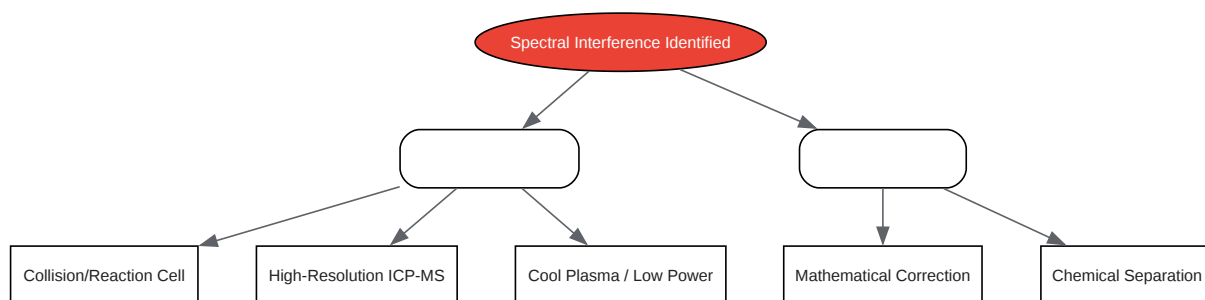 Spectral Interference Identified
Collision/Reaction Cell
High-Resolution ICP-MS
Cool Plasma / Low Power
Mathematical Correction
Chemical Separation